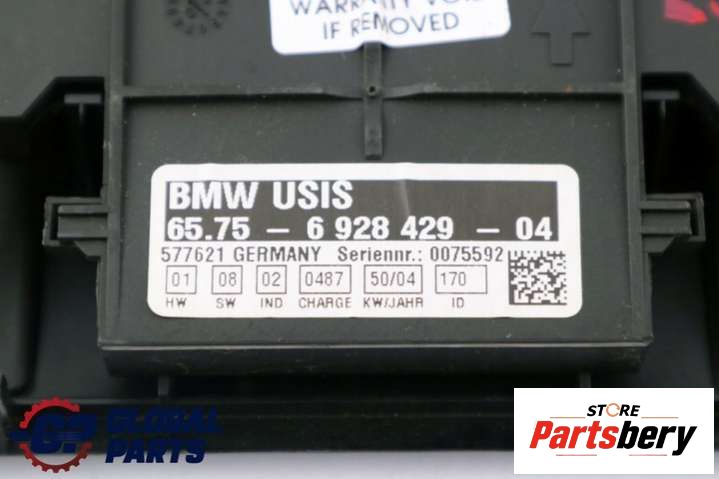 WARRANTY VOID
IF REMOVED
BMW USIS
65.75 - 6 928 429 - 04
577621 GERMANY Seriennr.: 0075592
01 08 02 0487 50/04 170
HW SW IND CHARGE KW/JAHR ID
GLOBAL
PARTS
STORE
Partsbery